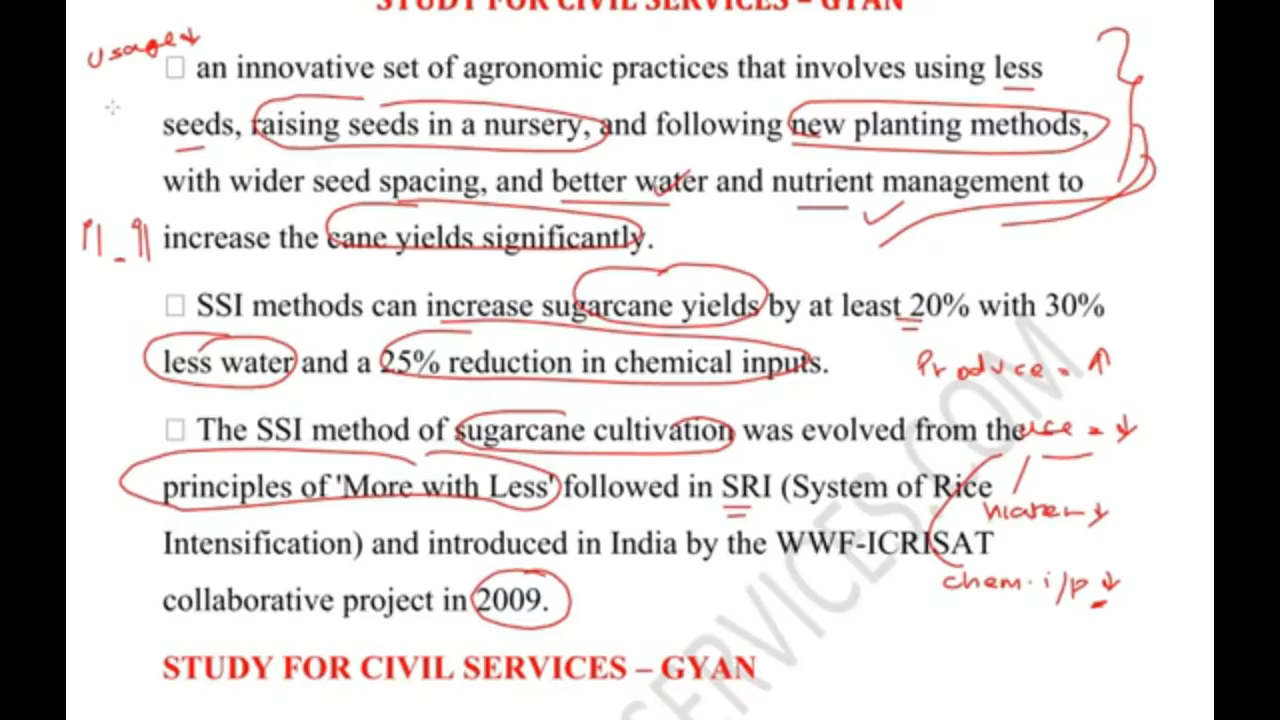 STUDY FOR CIVIL SERVICES – GYAN
usage↓
□ an innovative set of agronomic practices that involves using less
seeds, raising seeds in a nursery, and following new planting methods,
with wider seed spacing, and better water and nutrient management to
increase the cane yields significantly.
□ SSI methods can increase sugarcane yields by at least 20% with 30%
less water and a 25% reduction in chemical inputs.
Produce - ↑
□ The SSI method of sugarcane cultivation was evolved from the
use - ↓
principles of 'More with Less' followed in SRI (System of Rice
water ↓
Intensification) and introduced in India by the WWF-ICRISAT
chem. i/p ↓
collaborative project in 2009.
STUDY FOR CIVIL SERVICES – GYAN
SERVICES.COM